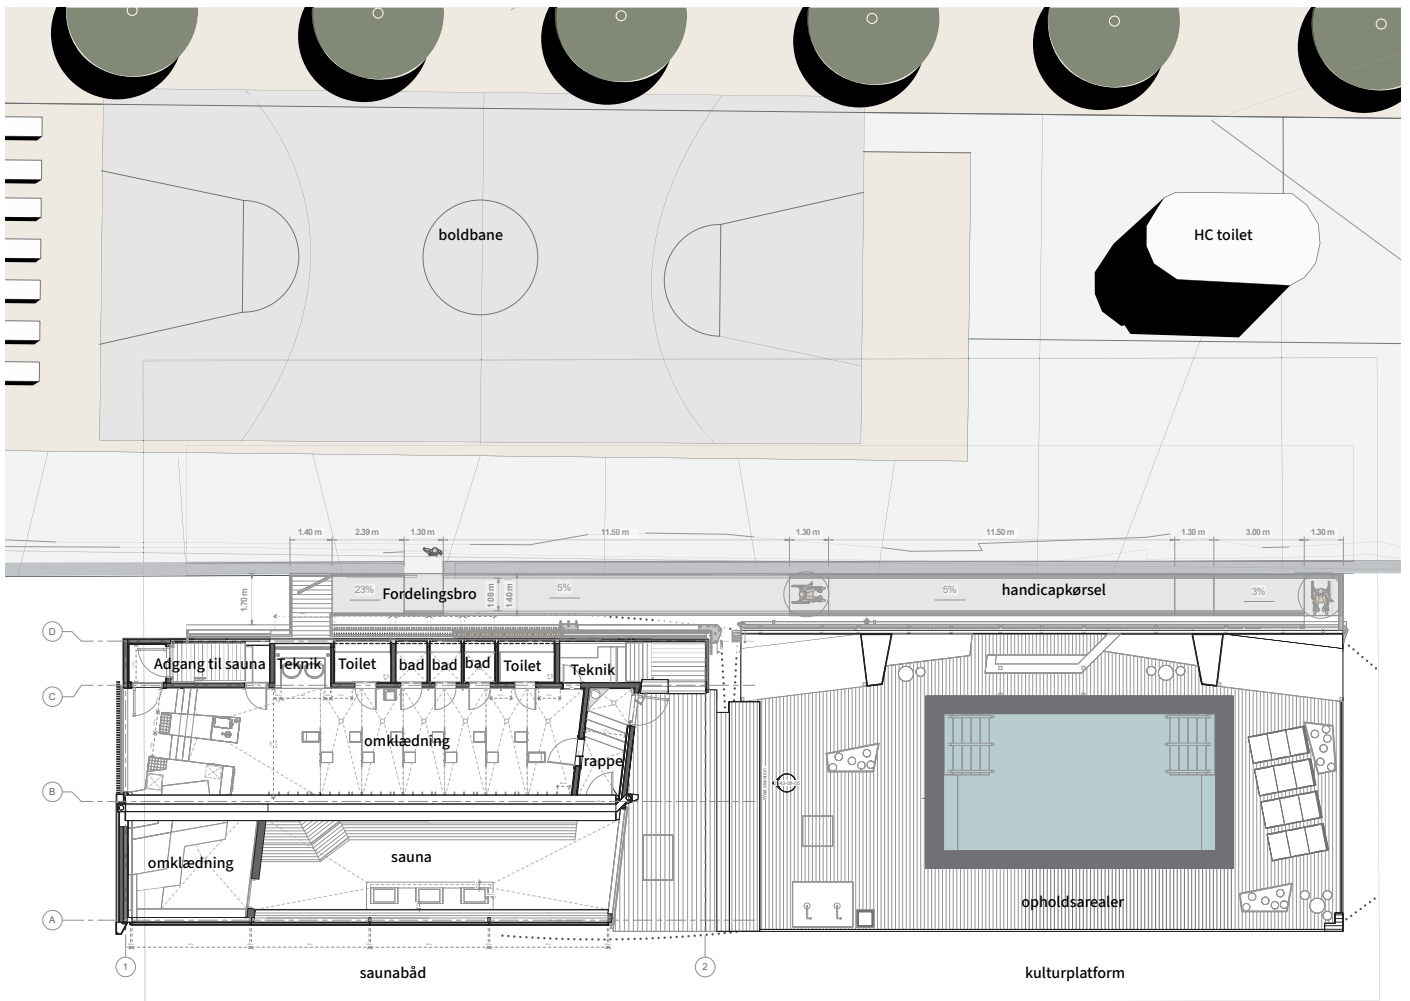 boldbane
HC toilet
1.40 m
2.39 m
1.30 m
11.50 m
1.30 m
11.50 m
1.30 m
3.00 m
1.30 m
1.70 m
23%
Fordelingsbro
1.08 m
1.40 m
5%
5%
handicapkørsel
3%
D
Adgang til sauna
Teknik
Toilet
bad
bad
bad
Toilet
Teknik
C
omklædning
Trappe
B
omklædning
sauna
opholdsarealer
A
1
saunabåd
2
kulturplatform